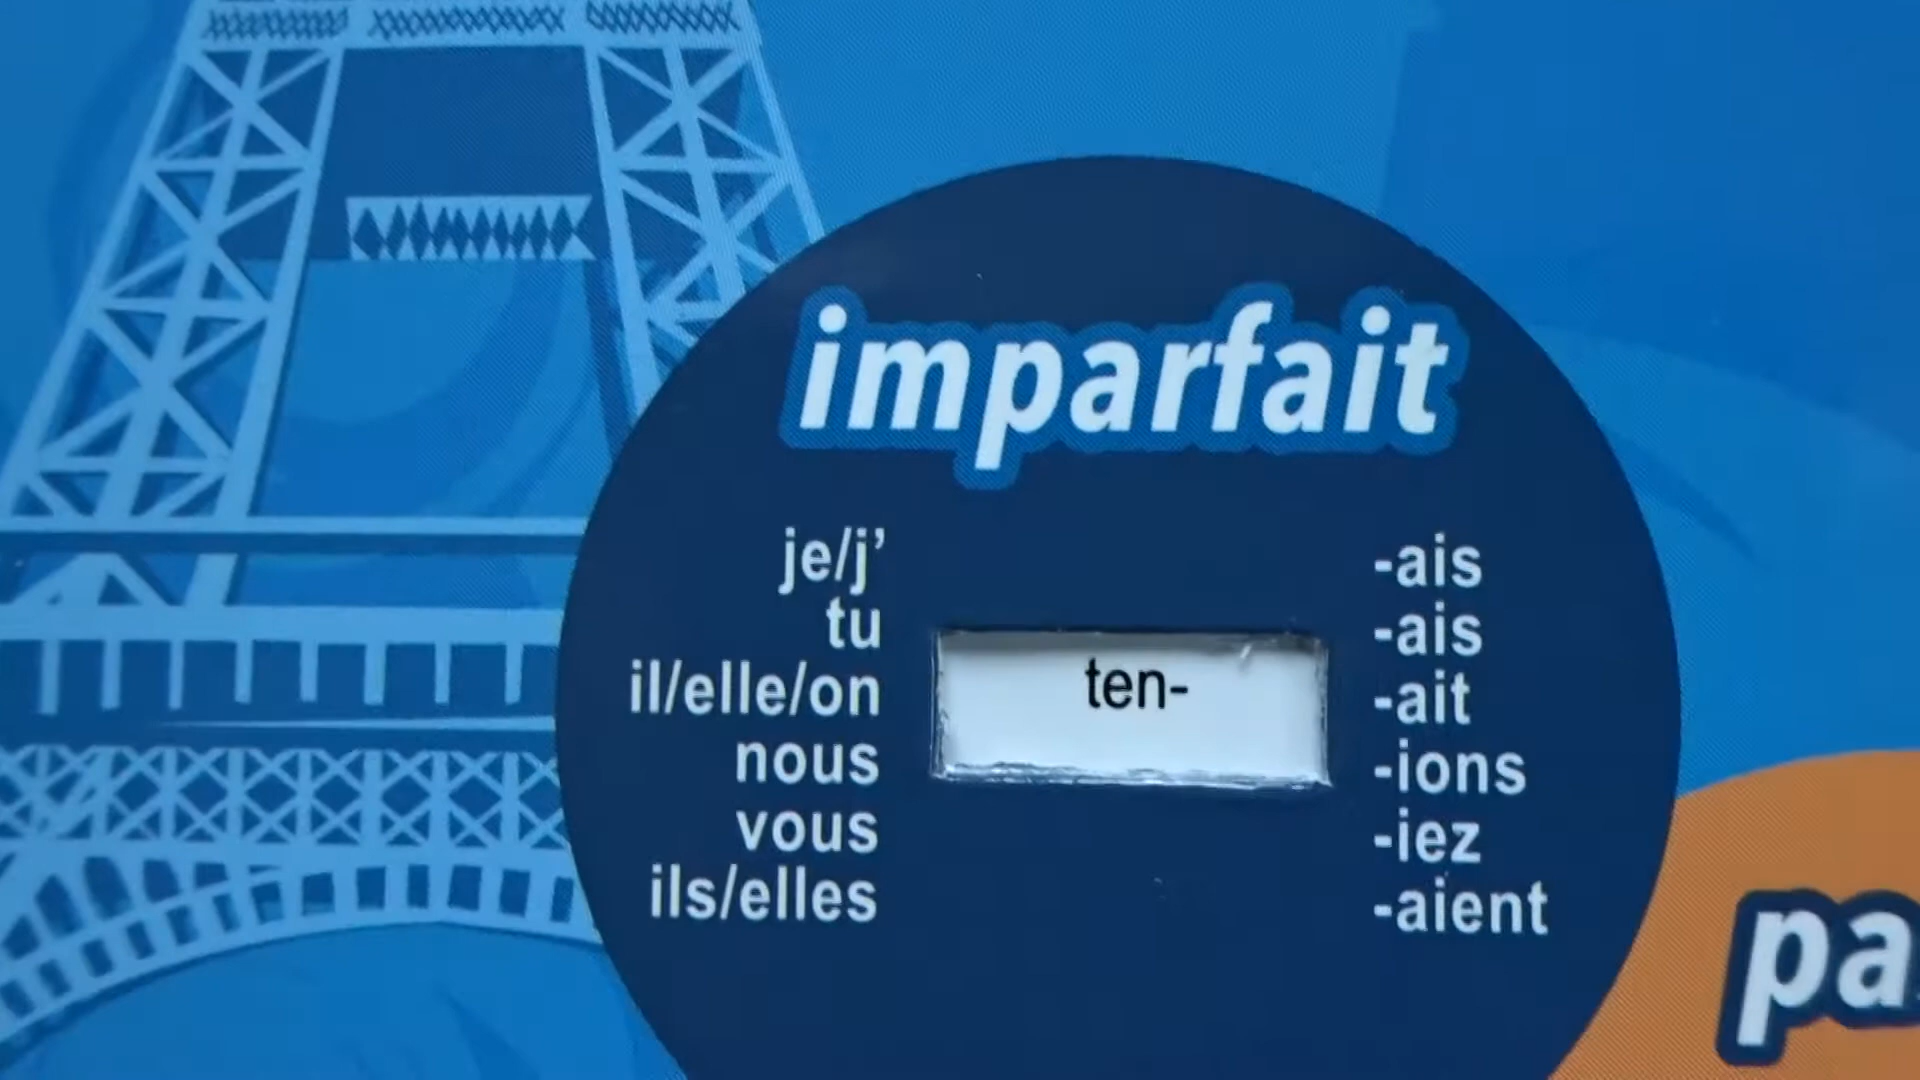 imparfait
je/j' -ais
tu -ais
il/elle/on ten- -ait
nous -ions
vous -iez
ils/elles -aient
pa